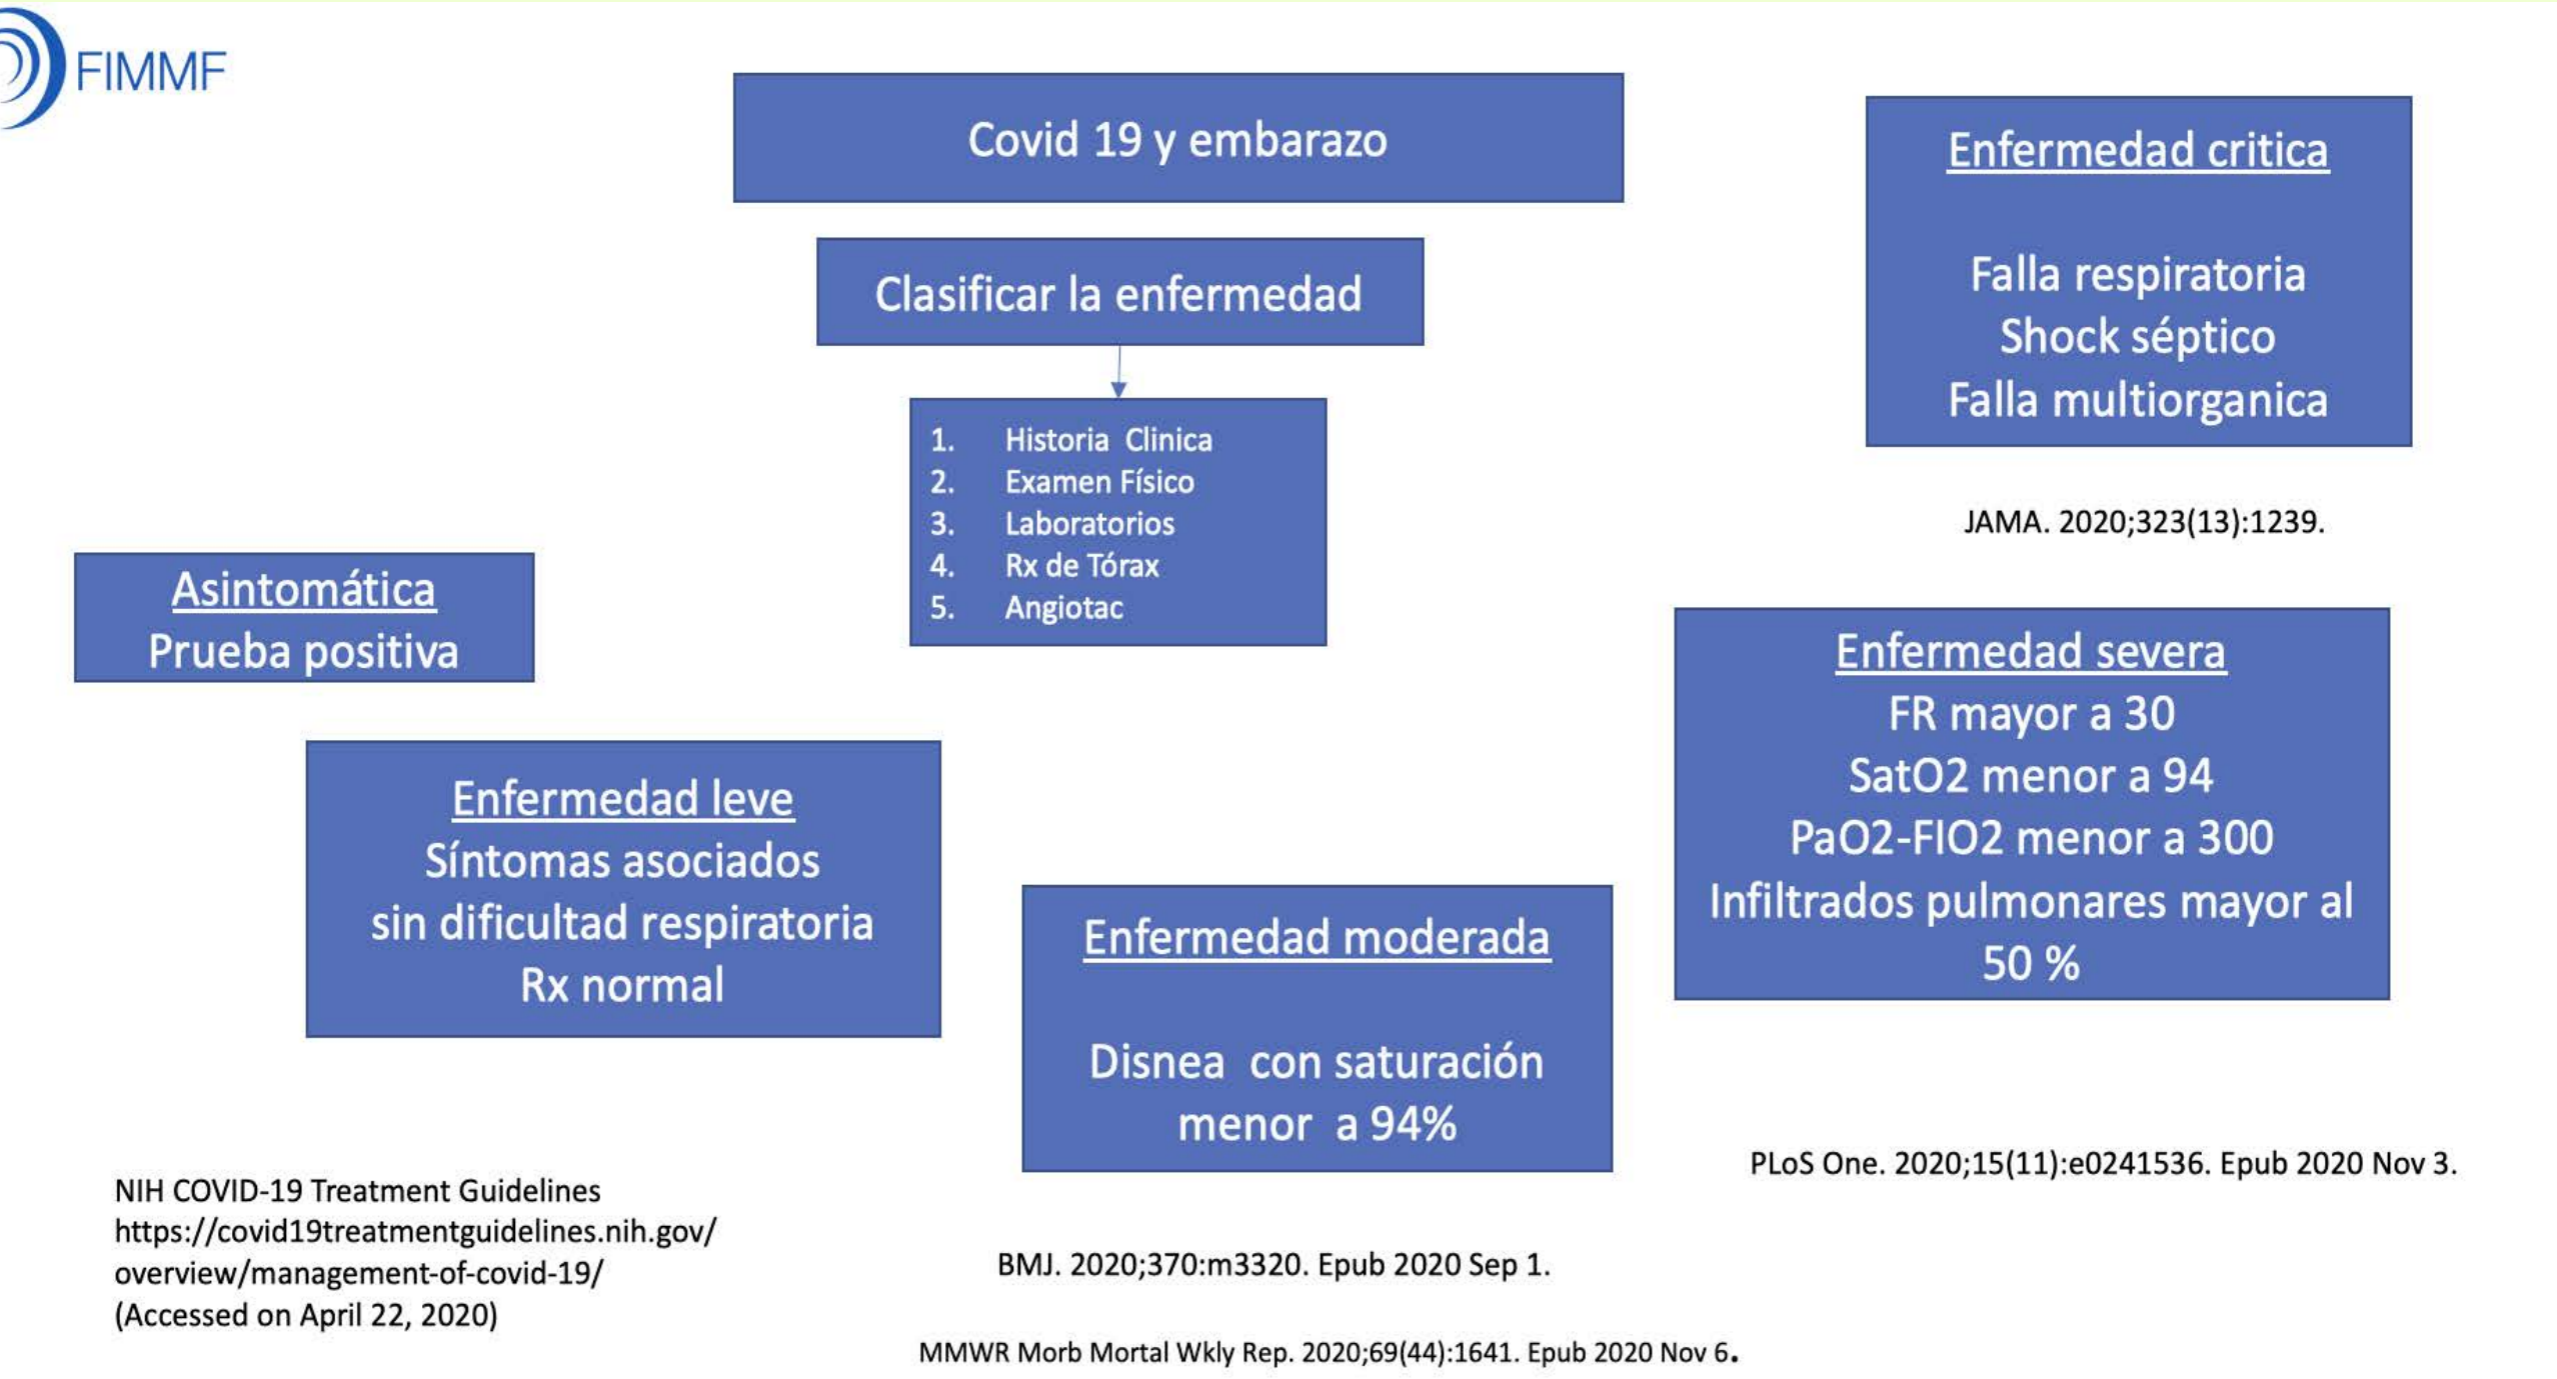 FIMMF
Covid 19 y embarazo
Clasificar la enfermedad
1. Historia Clinica
2. Examen Físico
3. Laboratorios
4. Rx de Tórax
5. Angiotac
Asintomática
Prueba positiva
Enfermedad leve
Síntomas asociados
sin dificultad respiratoria
Rx normal
Enfermedad moderada
Disnea con saturación
menor a 94%
Enfermedad severa
FR mayor a 30
SatO2 menor a 94
PaO2-FIO2 menor a 300
Infiltrados pulmonares mayor al
50 %
Enfermedad critica
Falla respiratoria
Shock séptico
Falla multiorganica
JAMA. 2020;323(13):1239.
PLoS One. 2020;15(11):e0241536. Epub 2020 Nov 3.
NIH COVID-19 Treatment Guidelines
https://covid19treatmentguidelines.nih.gov/
overview/management-of-covid-19/
(Accessed on April 22, 2020)
BMJ. 2020;370:m3320. Epub 2020 Sep 1.
MMWR Morb Mortal Wkly Rep. 2020;69(44):1641. Epub 2020 Nov 6.